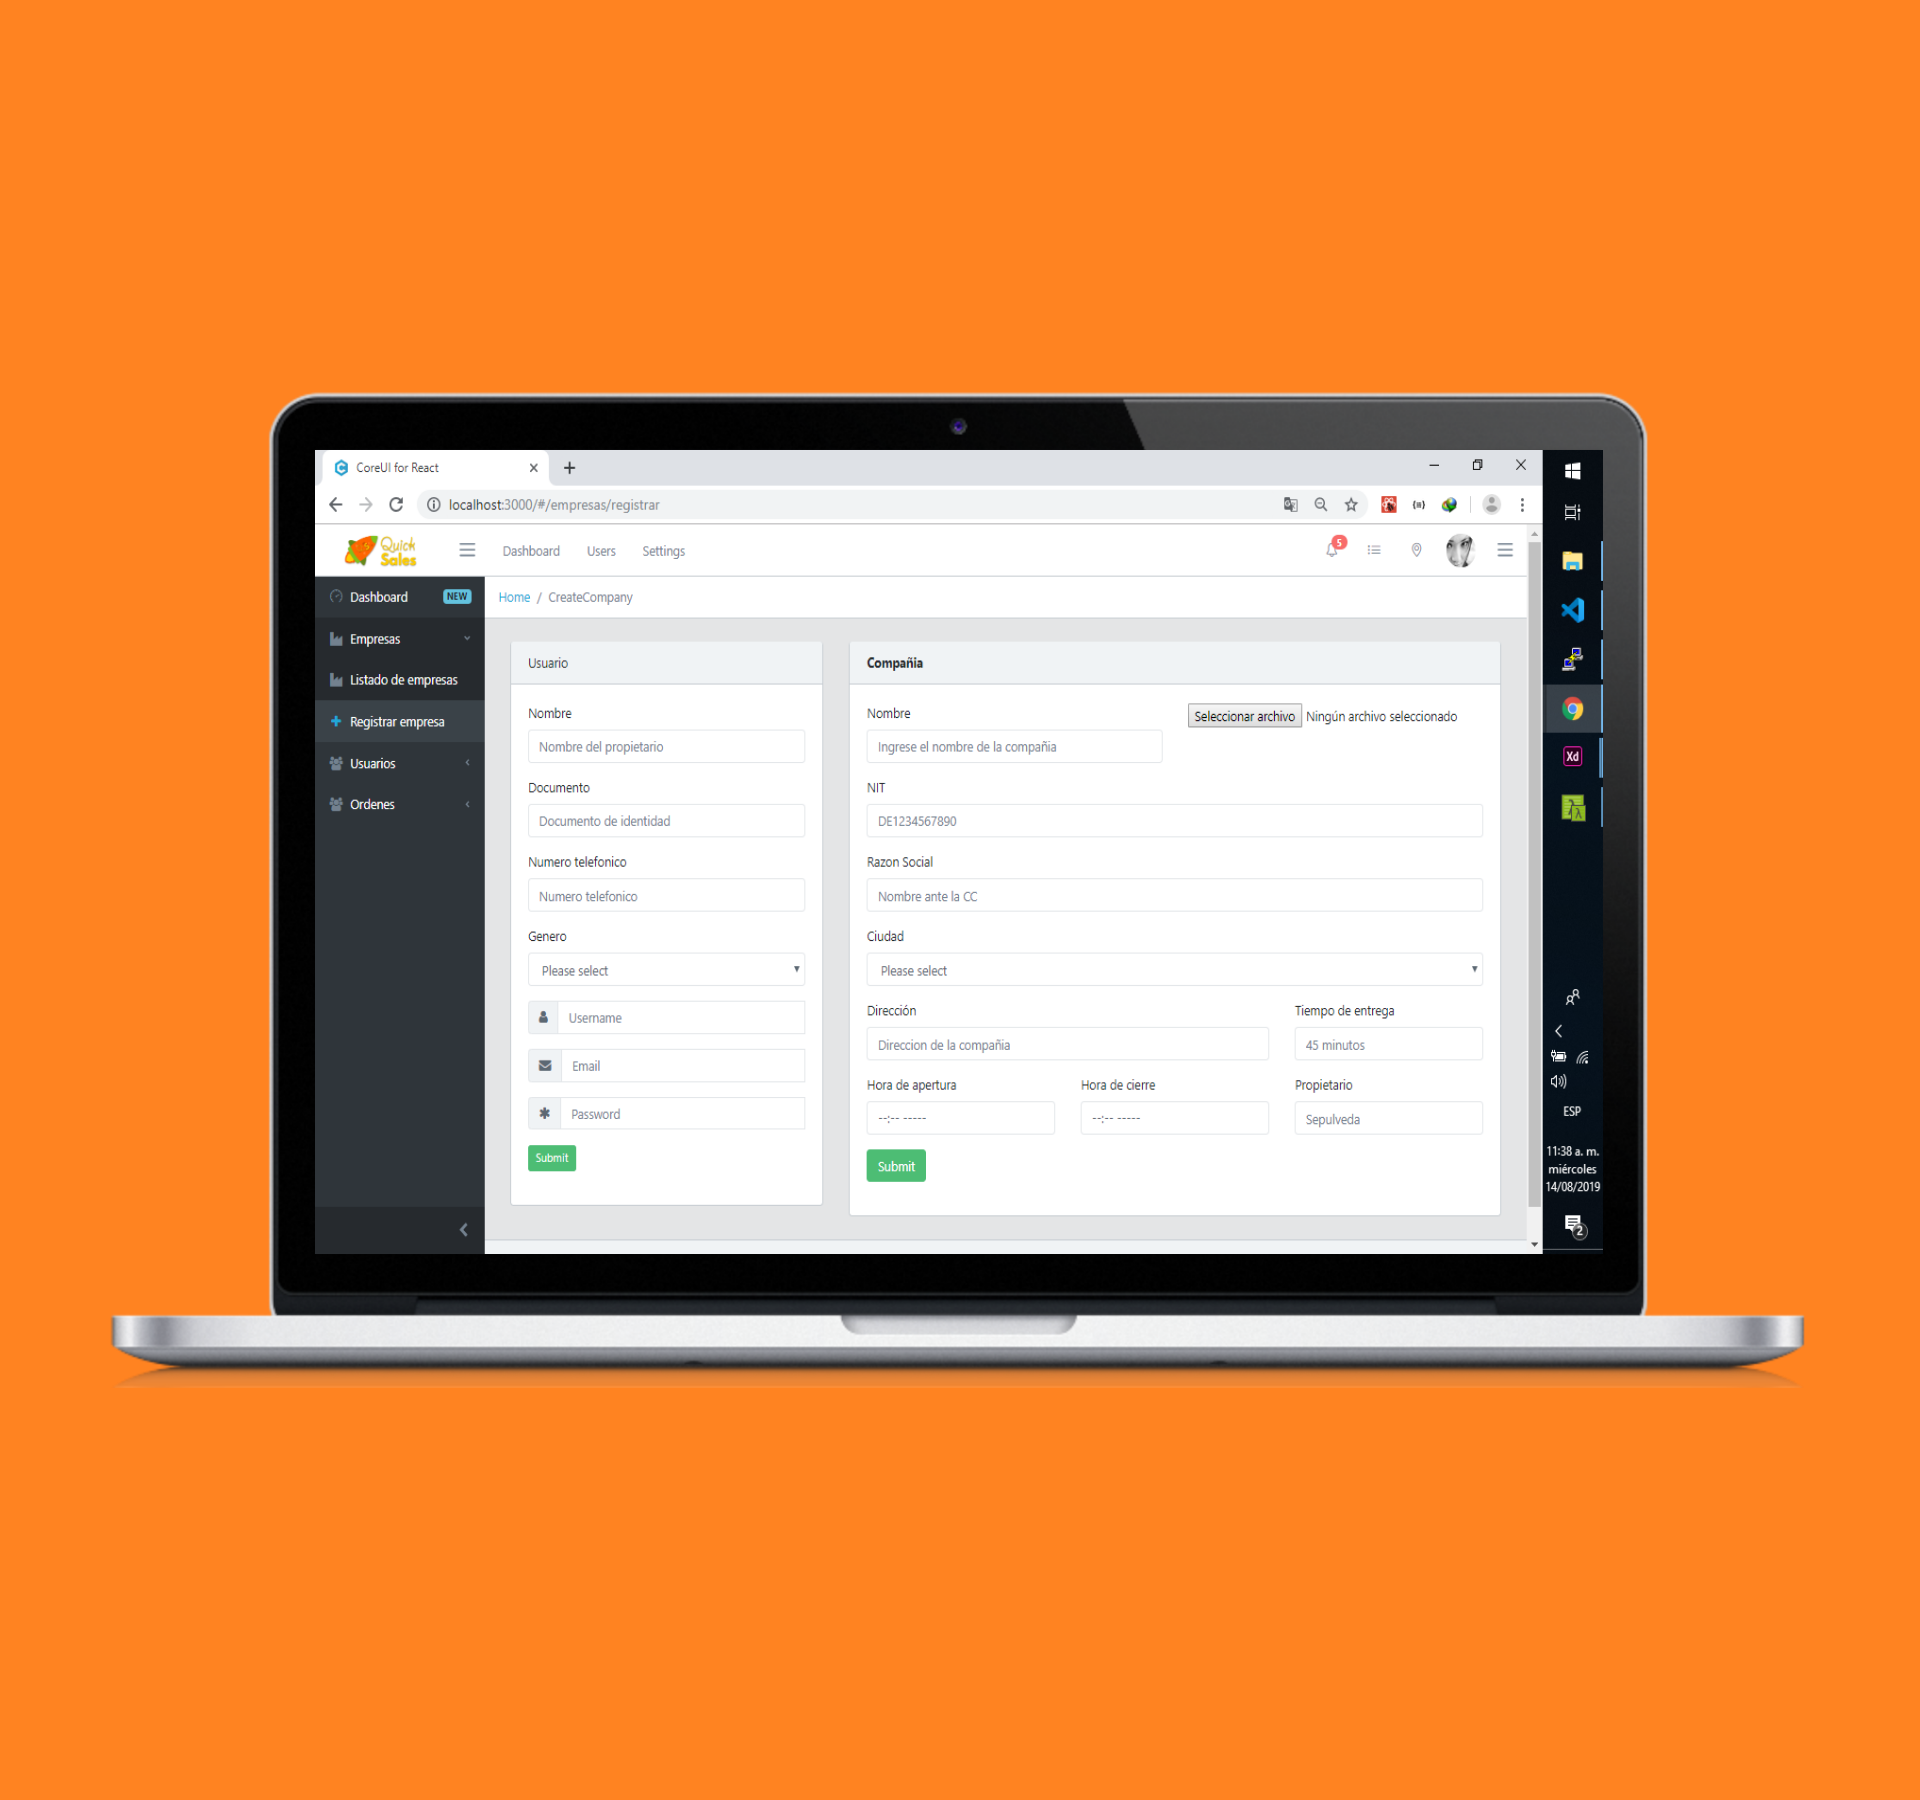 CoreUI for React
localhost:3000/#/empresas/registrar
Quick
Sales
Dashboard Users Settings
5
Dashboard NEW
Home / CreateCompany
Empresas
Listado de empresas
Registrar empresa
Usuarios
Ordenes
Usuario
Nombre
Nombre del propietario
Documento
Documento de identidad
Numero telefonico
Numero telefonico
Genero
Please select
Username
Email
Password
Submit
Compañia
Nombre
Seleccionar archivo Ningún archivo seleccionado
Ingrese el nombre de la compañia
NIT
DE1234567890
Razon Social
Nombre ante la CC
Ciudad
Please select
Dirección
Tiempo de entrega
Direccion de la compañia
45 minutos
Hora de apertura
Hora de cierre
Propietario
--:-- -----
--:-- -----
Sepulveda
Submit
Xd
ESP
11:38 a. m.
miércoles
14/08/2019
2